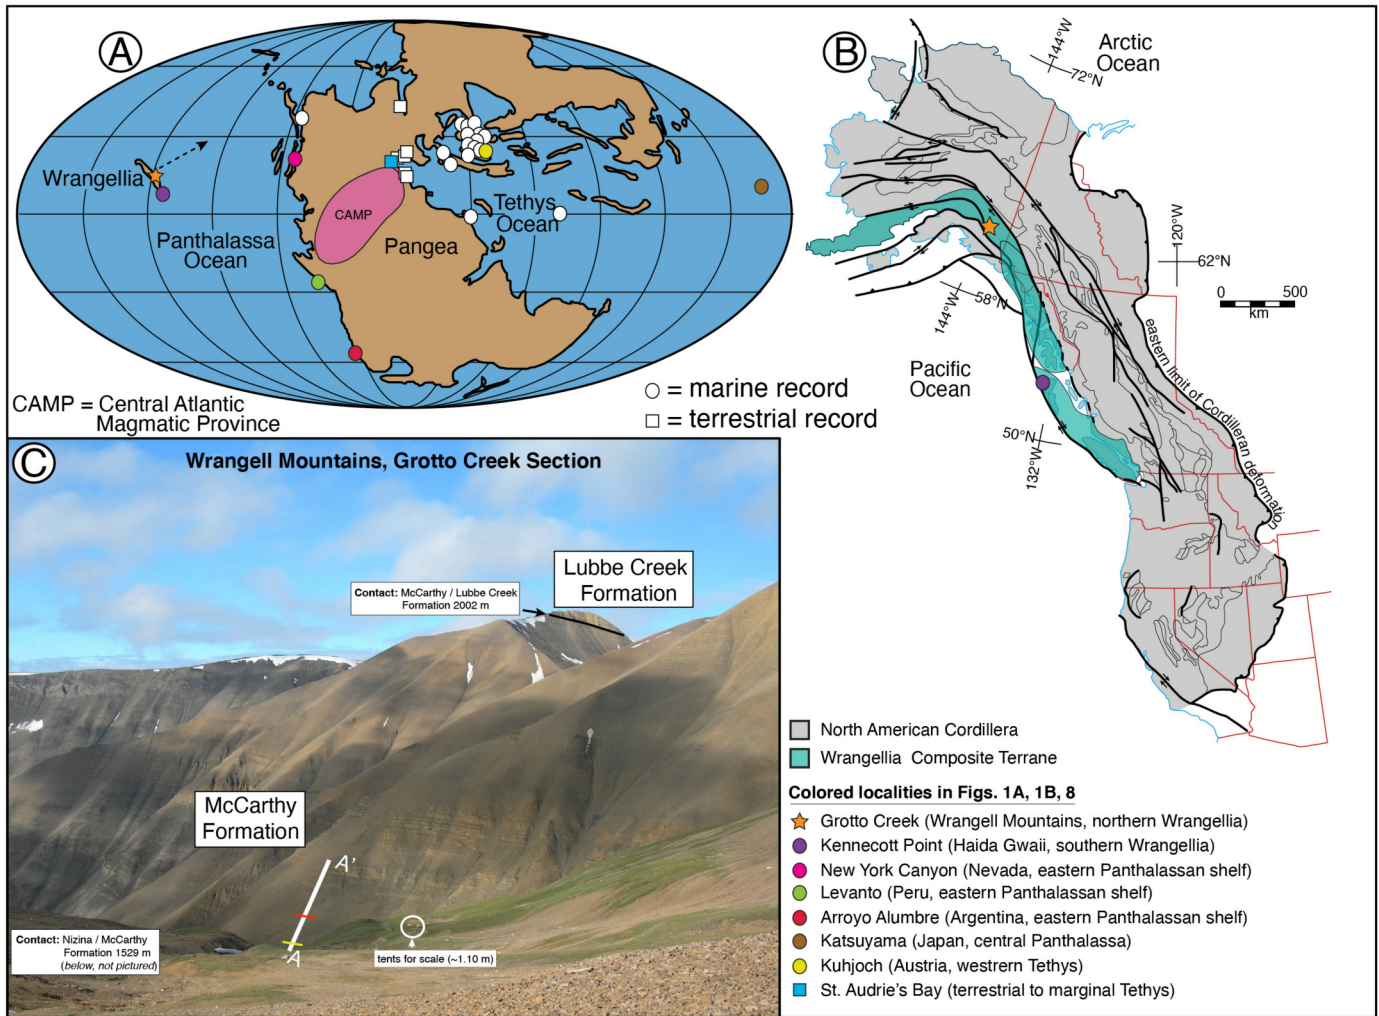 A
Wrangellia
Panthalassa
Ocean
CAMP
Pangea
Tethys
Ocean
CAMP = Central Atlantic
Magmatic Province
= marine record
= terrestrial record
B
Arctic
Ocean
144°W
72°N
120°W
62°N
0 500
km
144°W
58°N
Pacific
Ocean
50°N
132°W
eastern limit of Cordilleran deformation
North American Cordillera
Wrangellia Composite Terrane
Colored localities in Figs. 1A, 1B, 8
Grotto Creek (Wrangell Mountains, northern Wrangellia)
Kennecott Point (Haida Gwaii, southern Wrangellia)
New York Canyon (Nevada, eastern Panthalassan shelf)
Levanto (Peru, eastern Panthalassan shelf)
Arroyo Alumbre (Argentina, eastern Panthalassan shelf)
Katsuyama (Japan, central Panthalassa)
Kuhjoch (Austria, westrern Tethys)
St. Audrie's Bay (terrestrial to marginal Tethys)
C
Wrangell Mountains, Grotto Creek Section
Lubbe Creek
Formation
Contact: McCarthy / Lubbe Creek
Formation 2002 m
McCarthy
Formation
A'
A
Contact: Nizina / McCarthy
Formation 1529 m
(below, not pictured)
tents for scale (~1.10 m)